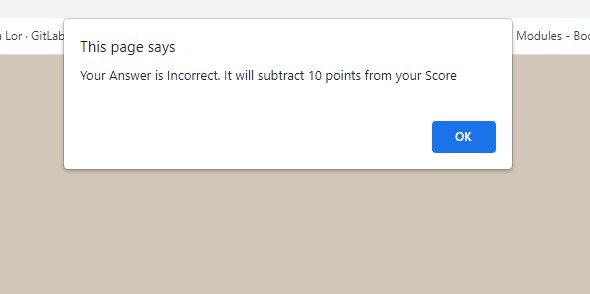 Lor · GitLab
Modules - Boo
This page says
Your Answer is Incorrect. It will subtract 10 points from your Score
OK